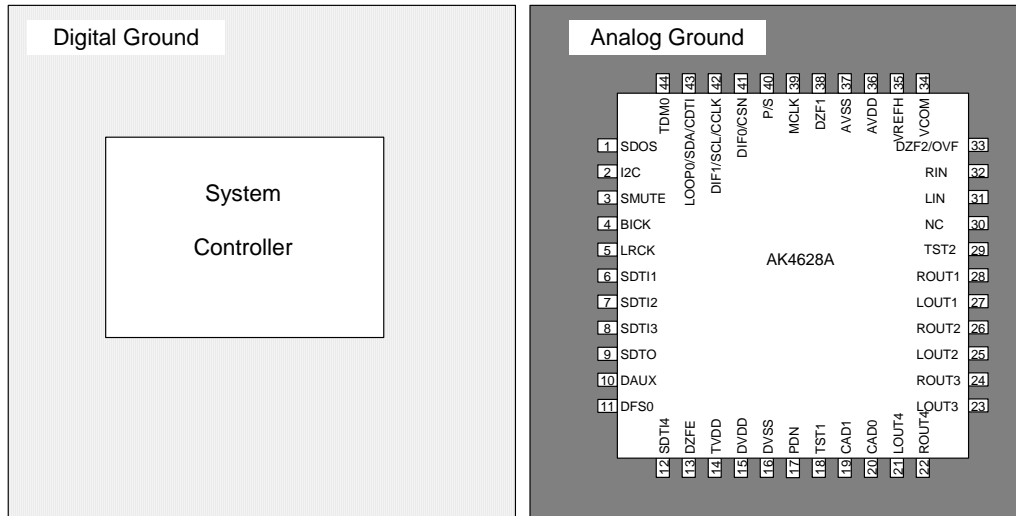 Digital Ground
System
Controller
Analog Ground
44 43 42 41 40 39 38 37 36 35 34
TDM0
LOOP0/SDA/CDTI
DIF1/SCL/CCLK
DIF0/CSN
P/S
MCLK
DZF1
AVSS
AVDD
VREFH
VCOM
1 SDOS
2 I2C
3 SMUTE
4 BICK
5 LRCK
6 SDTI1
7 SDTI2
8 SDTI3
9 SDTO
10 DAUX
11 DFS0
AK4628A
DZF2/OVF 33
RIN 32
LIN 31
NC 30
TST2 29
ROUT1 28
LOUT1 27
ROUT2 26
LOUT2 25
ROUT3 24
LOUT3 23
SDTI4
DZFE
TVDD
DVDD
DVSS
PDN
TST1
CAD1
CAD0
LOUT4
ROUT4
12 13 14 15 16 17 18 19 20 21 22